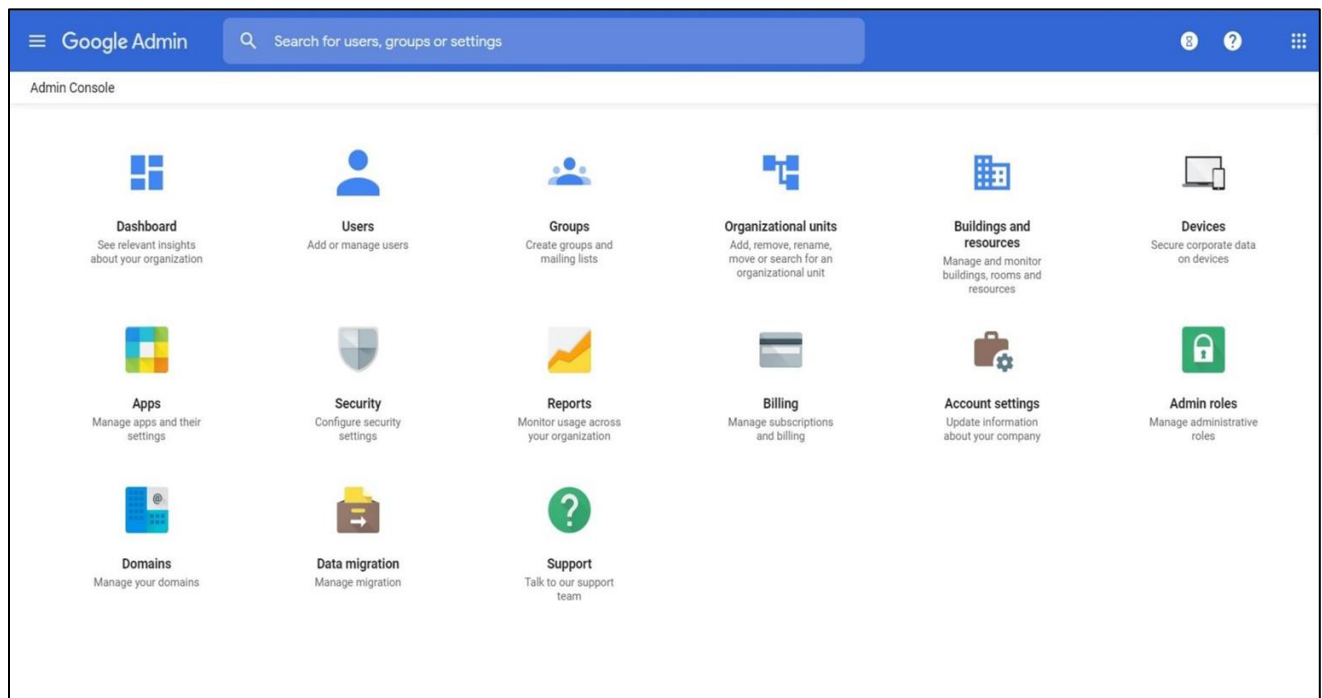 Google Admin
Search for users, groups or settings
8
?
Admin Console
Dashboard
See relevant insights
about your organization
Users
Add or manage users
Groups
Create groups and
mailing lists
Organizational units
Add, remove, rename,
move or search for an
organizational unit
Buildings and
resources
Manage and monitor
buildings, rooms and
resources
Devices
Secure corporate data
on devices
Apps
Manage apps and their
settings
Security
Configure security
settings
Reports
Monitor usage across
your organization
Billing
Manage subscriptions
and billing
Account settings
Update information
about your company
Admin roles
Manage administrative
roles
@
Domains
Manage your domains
Data migration
Manage migration
?
Support
Talk to our support
team